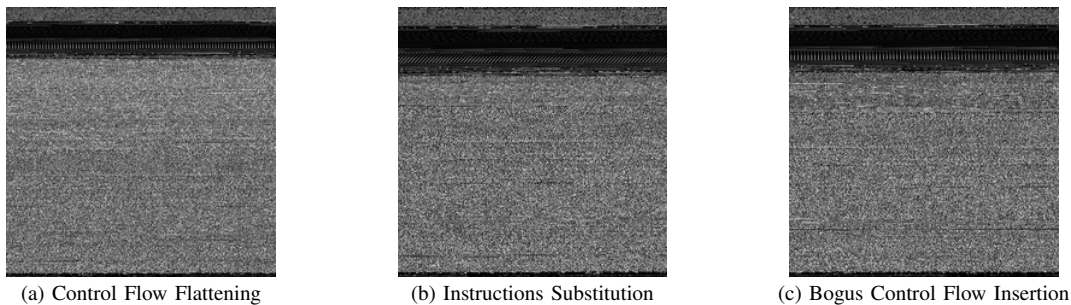 (a) Control Flow Flattening
(b) Instructions Substitution
(c) Bogus Control Flow Insertion